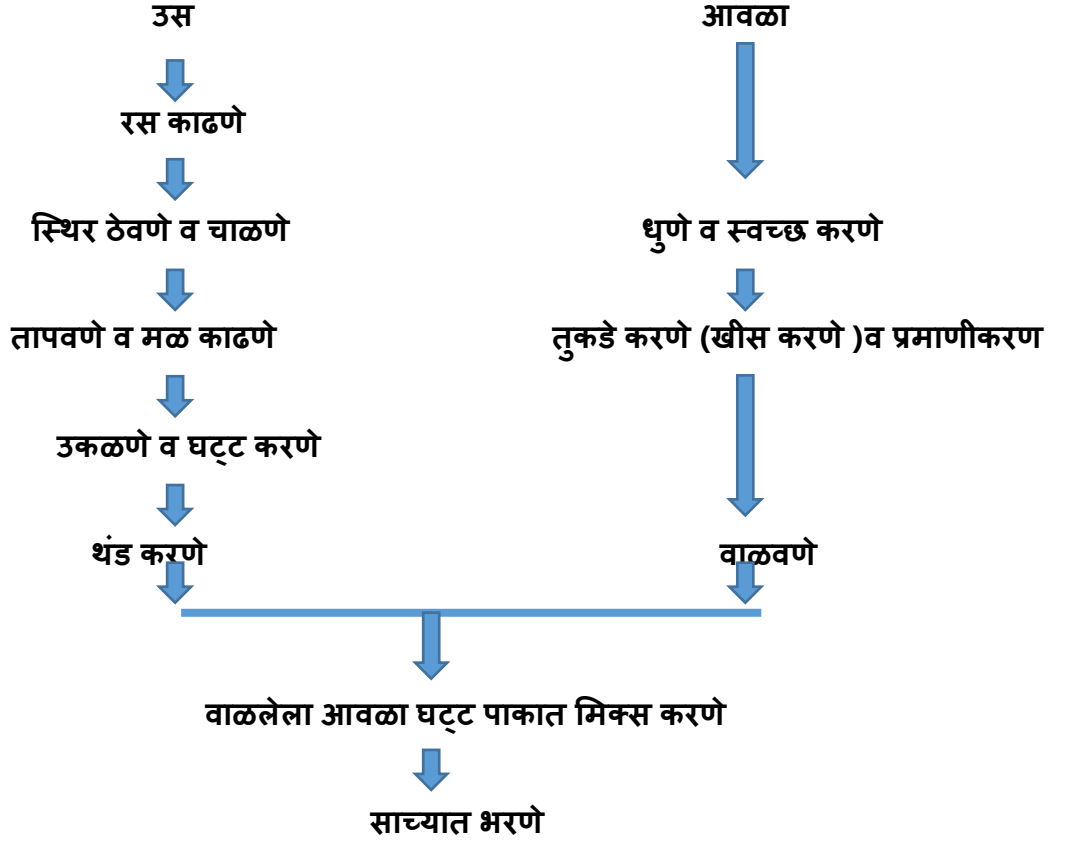 उस
आवळा
रस काढणे
स्थिर ठेवणे व चाळणे
धुणे व स्वच्छ करणे
तापवणे व मळ काढणे
तुकडे करणे (खीस करणे )व प्रमाणीकरण
उकळणे व घट्ट करणे
थंड करणे
वाळवणे
वाळलेला आवळा घट्ट पाकात मिक्स करणे
साच्यात भरणे